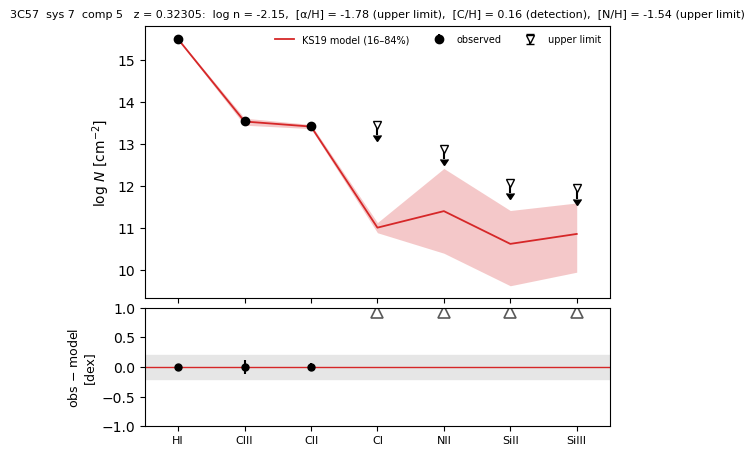 3C57  sys 7  comp 5   z = 0.32305:  log n = -2.15,  [α/H] = -1.78 (upper limit),  [C/H] = 0.16 (detection),  [N/H] = -1.54 (upper limit)
KS19 model (16–84%)
observed
upper limit
log N [cm⁻²]
15
14
13
12
11
10
obs − model
[dex]
1.0
0.5
0.0
−0.5
−1.0
HI
CIII
CII
CI
NII
SiII
SiIII